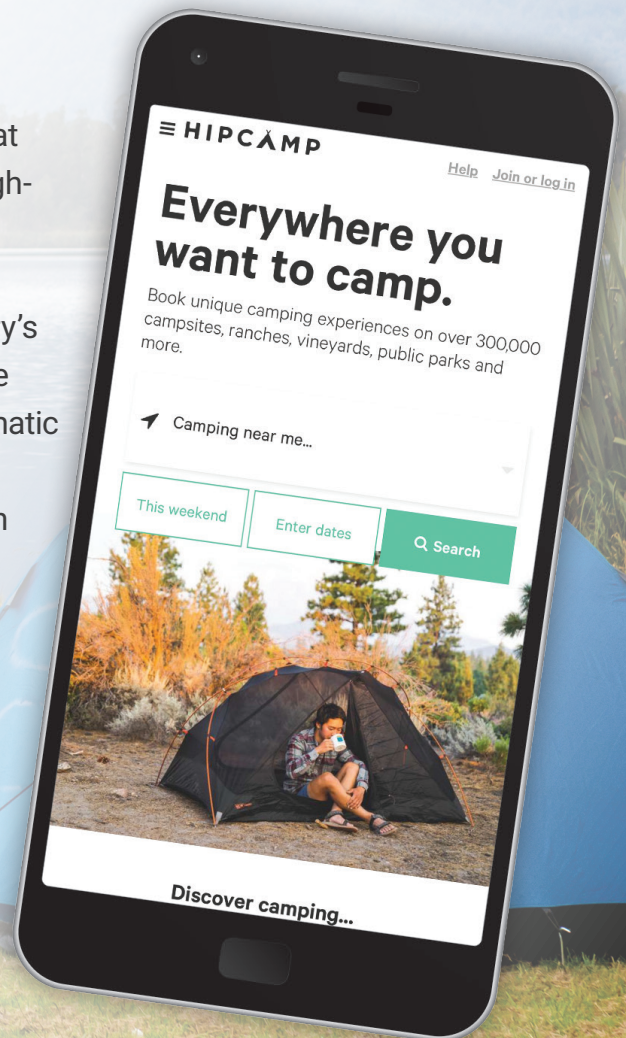 at
gh-
y's
e
natic
n
HIPCAMP
Help Join or log in
Everywhere you
want to camp.
Book unique camping experiences on over 300,000
campsites, ranches, vineyards, public parks and
more.
Camping near me...
This weekend Enter dates Search
Discover camping...